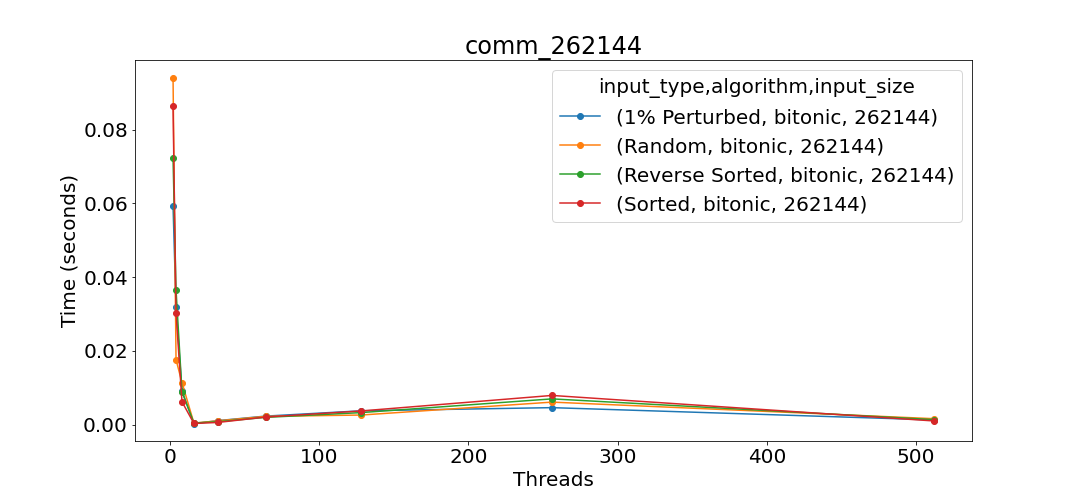 comm_262144
input_type,algorithm,input_size
(1% Perturbed, bitonic, 262144)
(Random, bitonic, 262144)
(Reverse Sorted, bitonic, 262144)
(Sorted, bitonic, 262144)
Time (seconds)
0.08
0.06
0.04
0.02
0.00
0 100 200 300 400 500
Threads